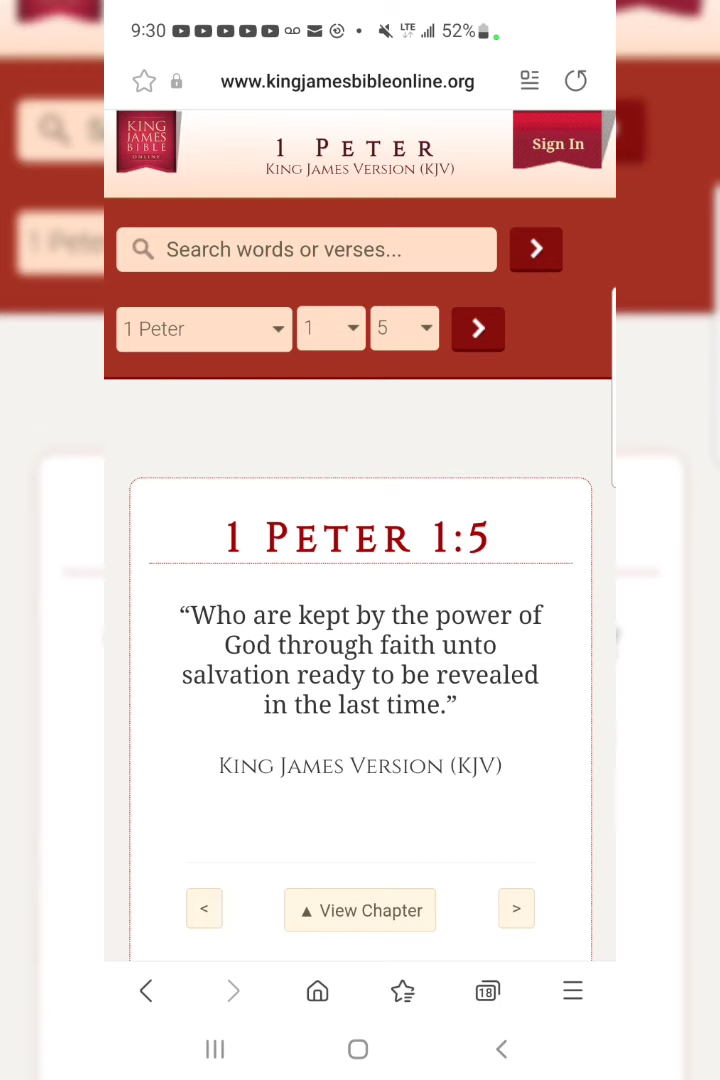 9:30 LTE 52%
www.kingjamesbibleonline.org
KING
JAMES
BIBLE
ONLINE
1 PETER
KING JAMES VERSION (KJV)
Sign In
Search words or verses...
1 Peter 1 5
1 PETER 1:5
“Who are kept by the power of
God through faith unto
salvation ready to be revealed
in the last time.”
KING JAMES VERSION (KJV)
< ▲ View Chapter >
18